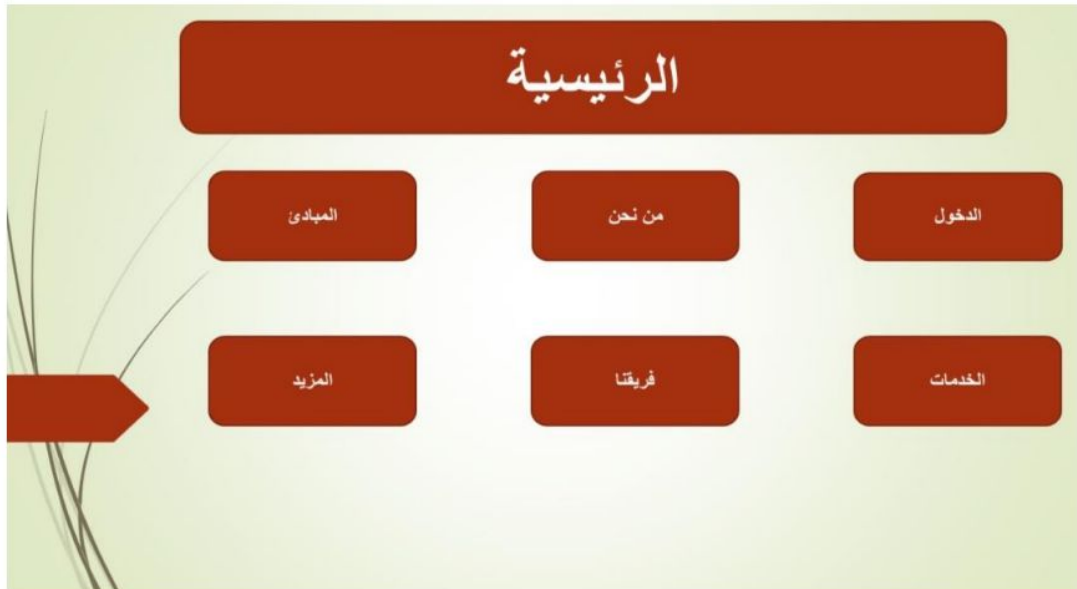 الرئيسية
الدخول
من نحن
المبادئ
الخدمات
فريقنا
المزيد